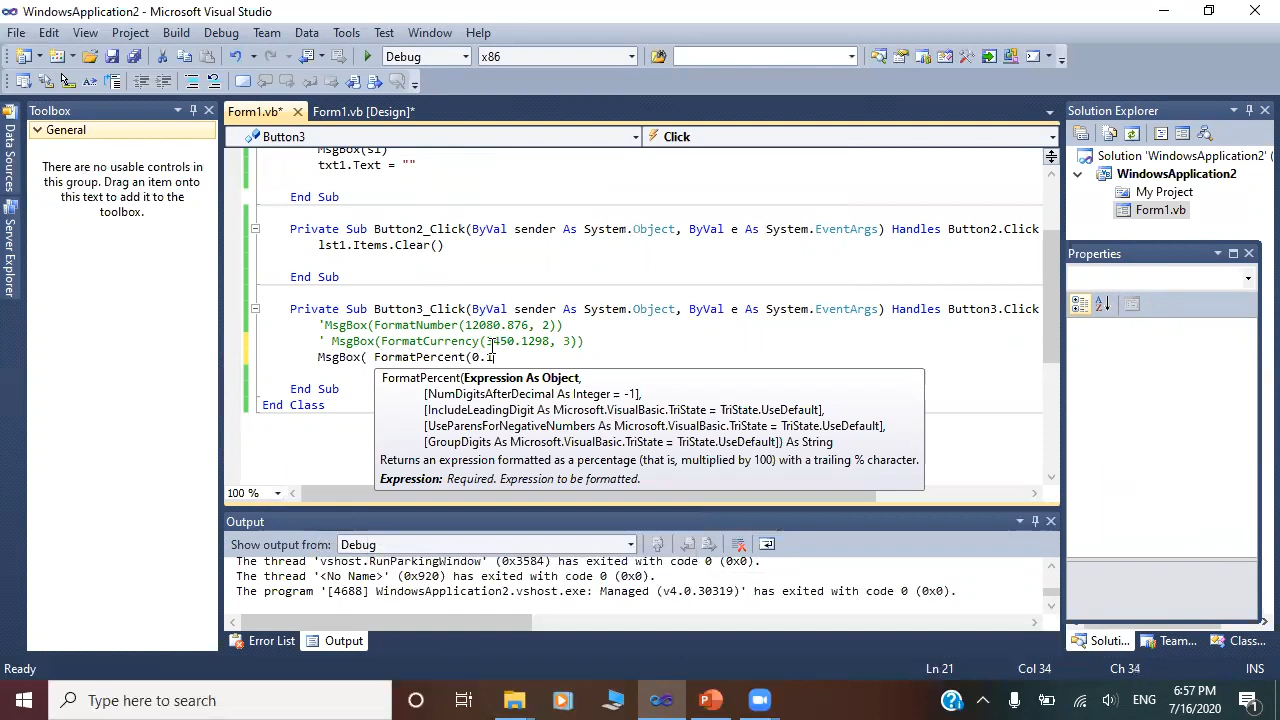 WindowsApplication2 - Microsoft Visual Studio
File Edit View Project Build Debug Team Data Tools Test Window Help
Debug x86
Toolbox
General
There are no usable controls in
this group. Drag an item onto
this text to add it to the
toolbox.
Data Sources
Server Explorer
Form1.vb* Form1.vb [Design]*
Button3 Click
MsgBox(s1)
txt1.Text = ""
End Sub
Private Sub Button2_Click(ByVal sender As System.Object, ByVal e As System.EventArgs) Handles Button2.Click
lst1.Items.Clear()
End Sub
Private Sub Button3_Click(ByVal sender As System.Object, ByVal e As System.EventArgs) Handles Button3.Click
'MsgBox(FormatNumber(12080.876, 2))
' MsgBox(FormatCurrency(3450.1298, 3))
MsgBox( FormatPercent(0.1
End Sub
End Class
FormatPercent(Expression As Object,
[NumDigitsAfterDecimal As Integer = -1],
[IncludeLeadingDigit As Microsoft.VisualBasic.TriState = TriState.UseDefault],
[UseParensForNegativeNumbers As Microsoft.VisualBasic.TriState = TriState.UseDefault],
[GroupDigits As Microsoft.VisualBasic.TriState = TriState.UseDefault]) As String
Returns an expression formatted as a percentage (that is, multiplied by 100) with a trailing % character.
Expression: Required. Expression to be formatted.
100 %
Output
Show output from: Debug
The thread 'vshost.RunParkingWindow' (0x3584) has exited with code 0 (0x0).
The thread '<No Name>' (0x920) has exited with code 0 (0x0).
The program '[4688] WindowsApplication2.vshost.exe: Managed (v4.0.30319)' has exited with code 0 (0x0).
Error List Output
Solution Explorer
Solution 'WindowsApplication2' (
WindowsApplication2
My Project
Form1.vb
Properties
Soluti... Team... Class...
Ready Ln 21 Col 34 Ch 34 INS
Type here to search
ENG
6:57 PM
7/16/2020
1